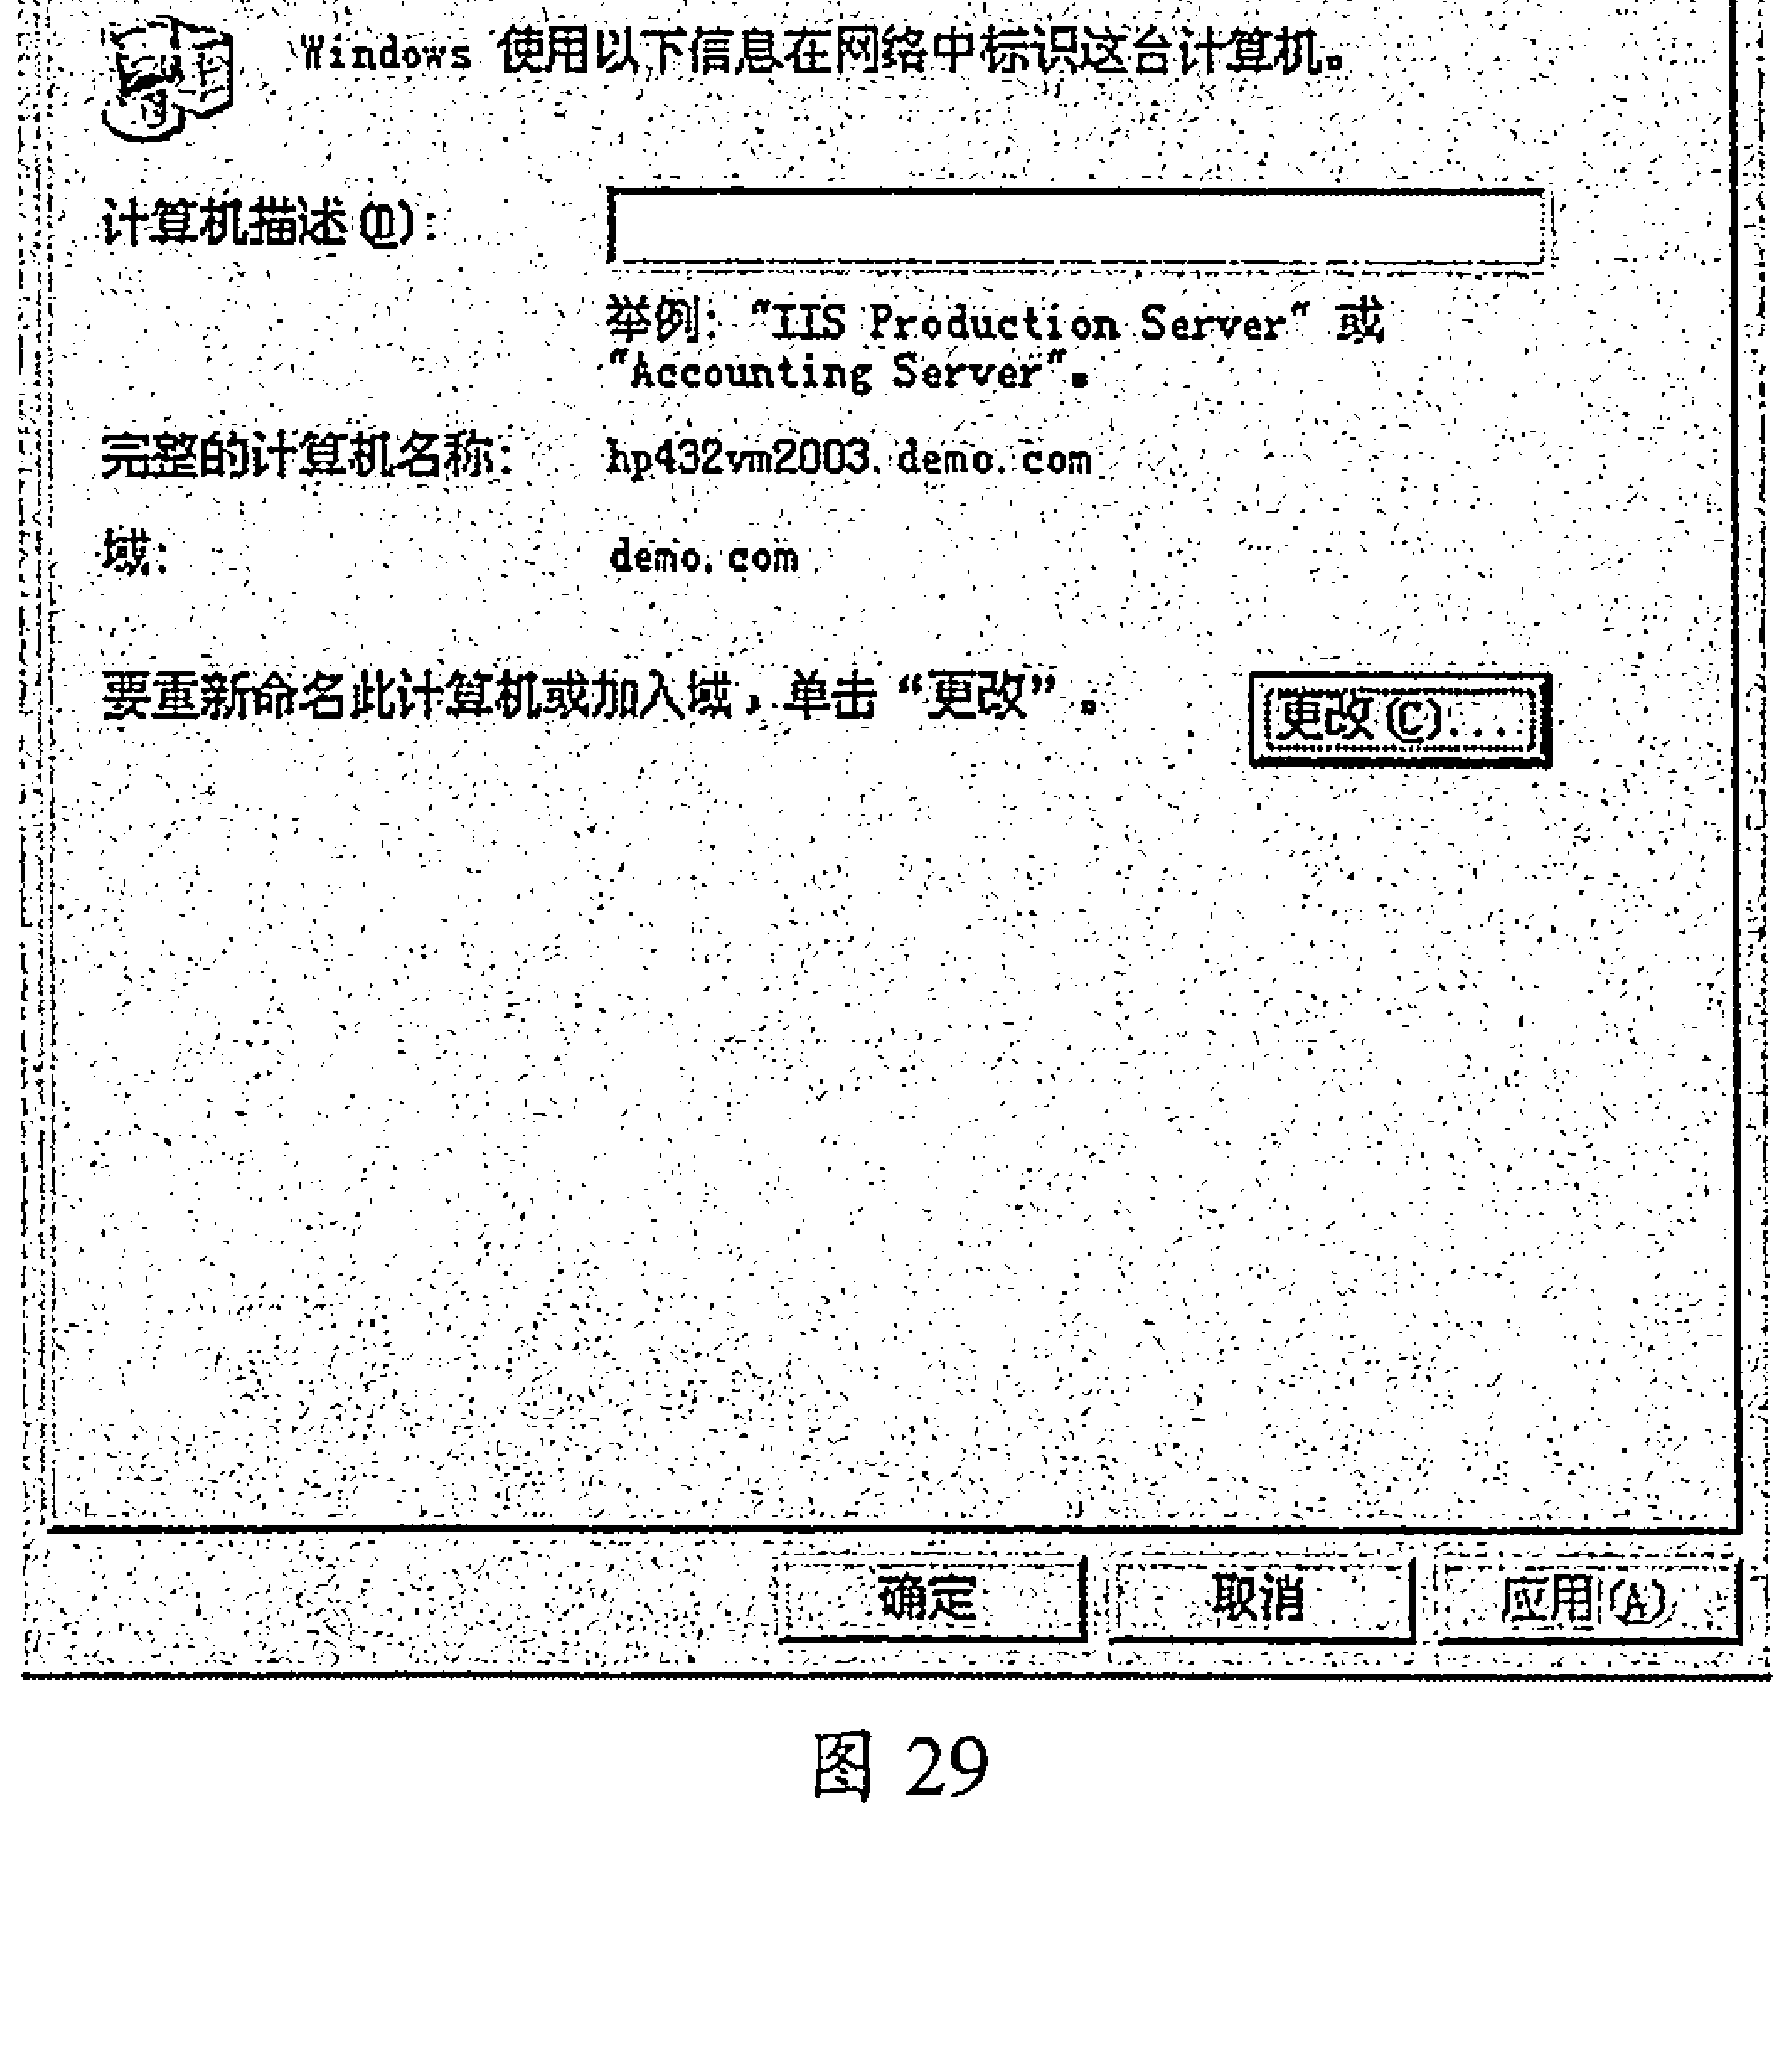 Windows 使用以下信息在网络中标识这台计算机。
计算机描述(D):
举例: "IIS Production Server" 或
"Accounting Server"。
完整的计算机名称: hp432vm2003.demo.com
域: demo.com
要重新命名此计算机或加入域，单击“更改”。 更改(C)...
确定 取消 应用(A)
图 29